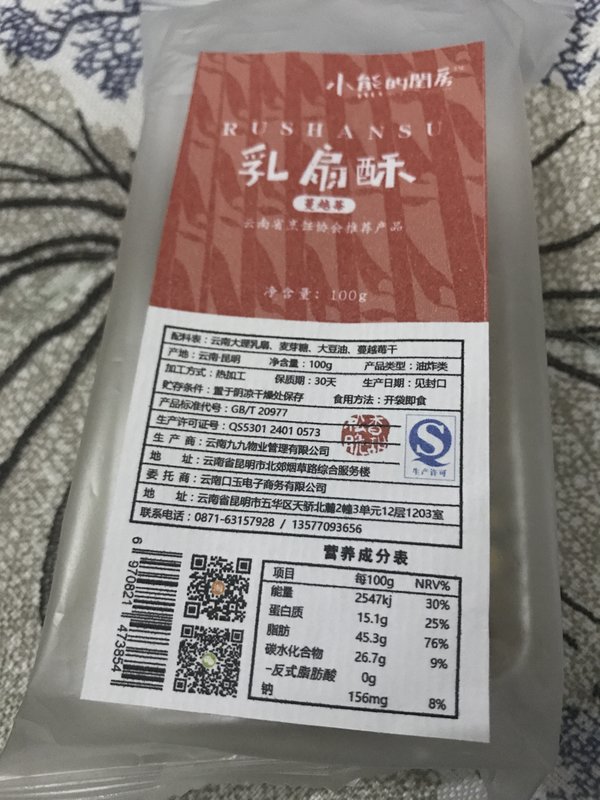 小熊的閏房
RUSHANSU
乳扇酥
蔓越莓
云南省烹饪协会推荐产品
净含量：100g
配料表：云南大理乳扇、麦芽糖、大豆油、蔓越莓干
产地：云南·昆明 净含量：100g 产品类型：油炸类
加工方式：热加工 保质期：30天 生产日期：见封口
贮存条件：置于阴凉干燥处保存 食用方法：开袋即食
产品标准代号：GB/T 20977
生产许可证号：QS5301 2401 0573
生 产 商：云南九九物业管理有限公司
地 址：云南省昆明市北郊烟草路综合服务楼
委 托 商：云南口玉电子商务有限公司
地 址：云南省昆明市五华区天骄北麓2幢3单元12层1203室
联系电话：0871-63157928 / 13577093656
S
生产许可
营养成分表
项目 每100g NRV%
能量 2547kj 30%
蛋白质 15.1g 25%
脂肪 45.3g 76%
碳水化合物 26.7g 9%
-反式脂肪酸 0g
钠 156mg 8%
6 970821 473854